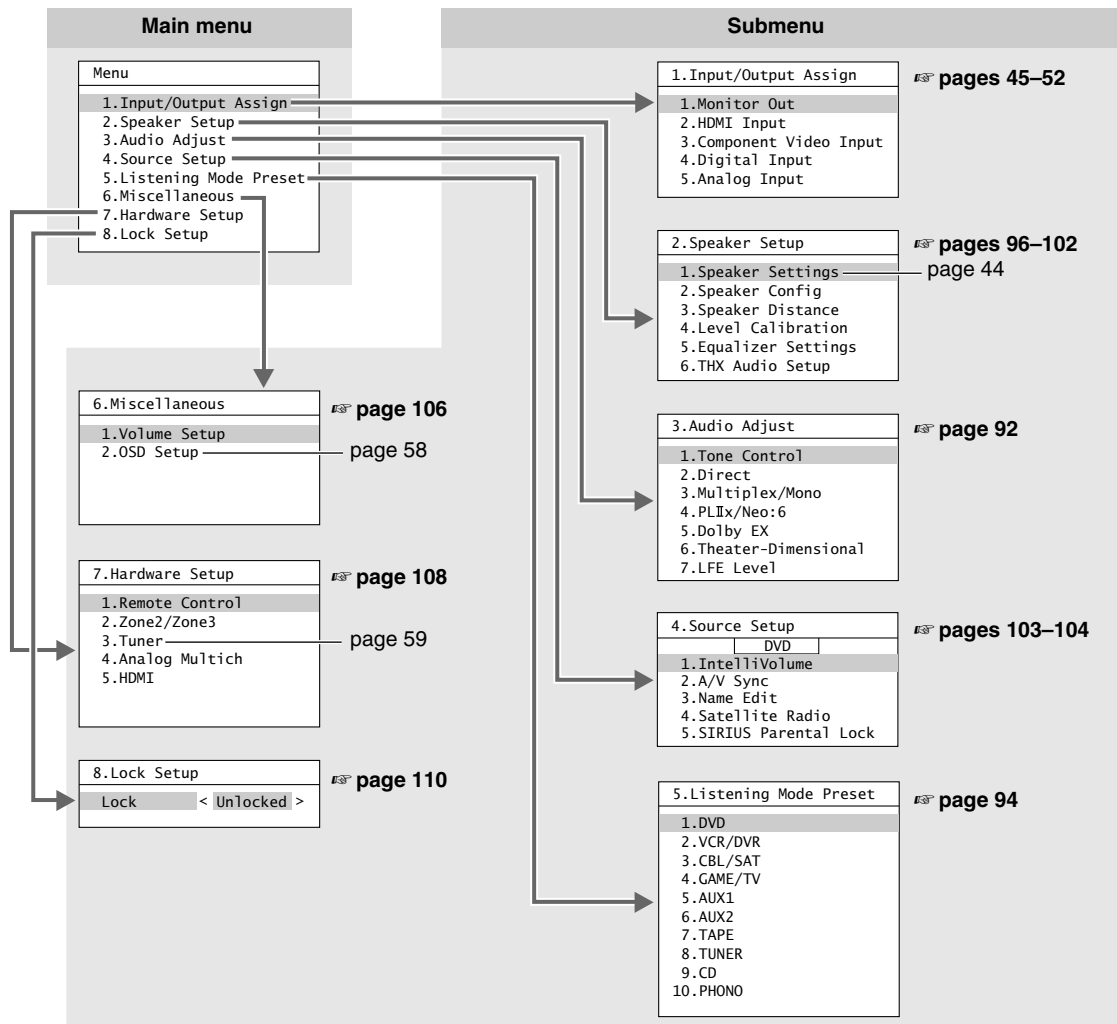 Main menu
Submenu
Menu
1.Input/Output Assign
2.Speaker Setup
3.Audio Adjust
4.Source Setup
5.Listening Mode Preset
6.Miscellaneous
7.Hardware Setup
8.Lock Setup
1.Input/Output Assign
☞ pages 45–52
1.Monitor Out
2.HDMI Input
3.Component Video Input
4.Digital Input
5.Analog Input
2.Speaker Setup
☞ pages 96–102
1.Speaker Settings
page 44
2.Speaker Config
3.Speaker Distance
4.Level Calibration
5.Equalizer Settings
6.THX Audio Setup
3.Audio Adjust
☞ page 92
1.Tone Control
2.Direct
3.Multiplex/Mono
4.PLⅡx/Neo:6
5.Dolby EX
6.Theater-Dimensional
7.LFE Level
4.Source Setup
☞ pages 103–104
DVD
1.IntelliVolume
2.A/V Sync
3.Name Edit
4.Satellite Radio
5.SIRIUS Parental Lock
5.Listening Mode Preset
☞ page 94
1.DVD
2.VCR/DVR
3.CBL/SAT
4.GAME/TV
5.AUX1
6.AUX2
7.TAPE
8.TUNER
9.CD
10.PHONO
6.Miscellaneous
☞ page 106
1.Volume Setup
2.OSD Setup
page 58
7.Hardware Setup
☞ page 108
1.Remote Control
2.Zone2/Zone3
3.Tuner
page 59
4.Analog Multich
5.HDMI
8.Lock Setup
☞ page 110
Lock < Unlocked >